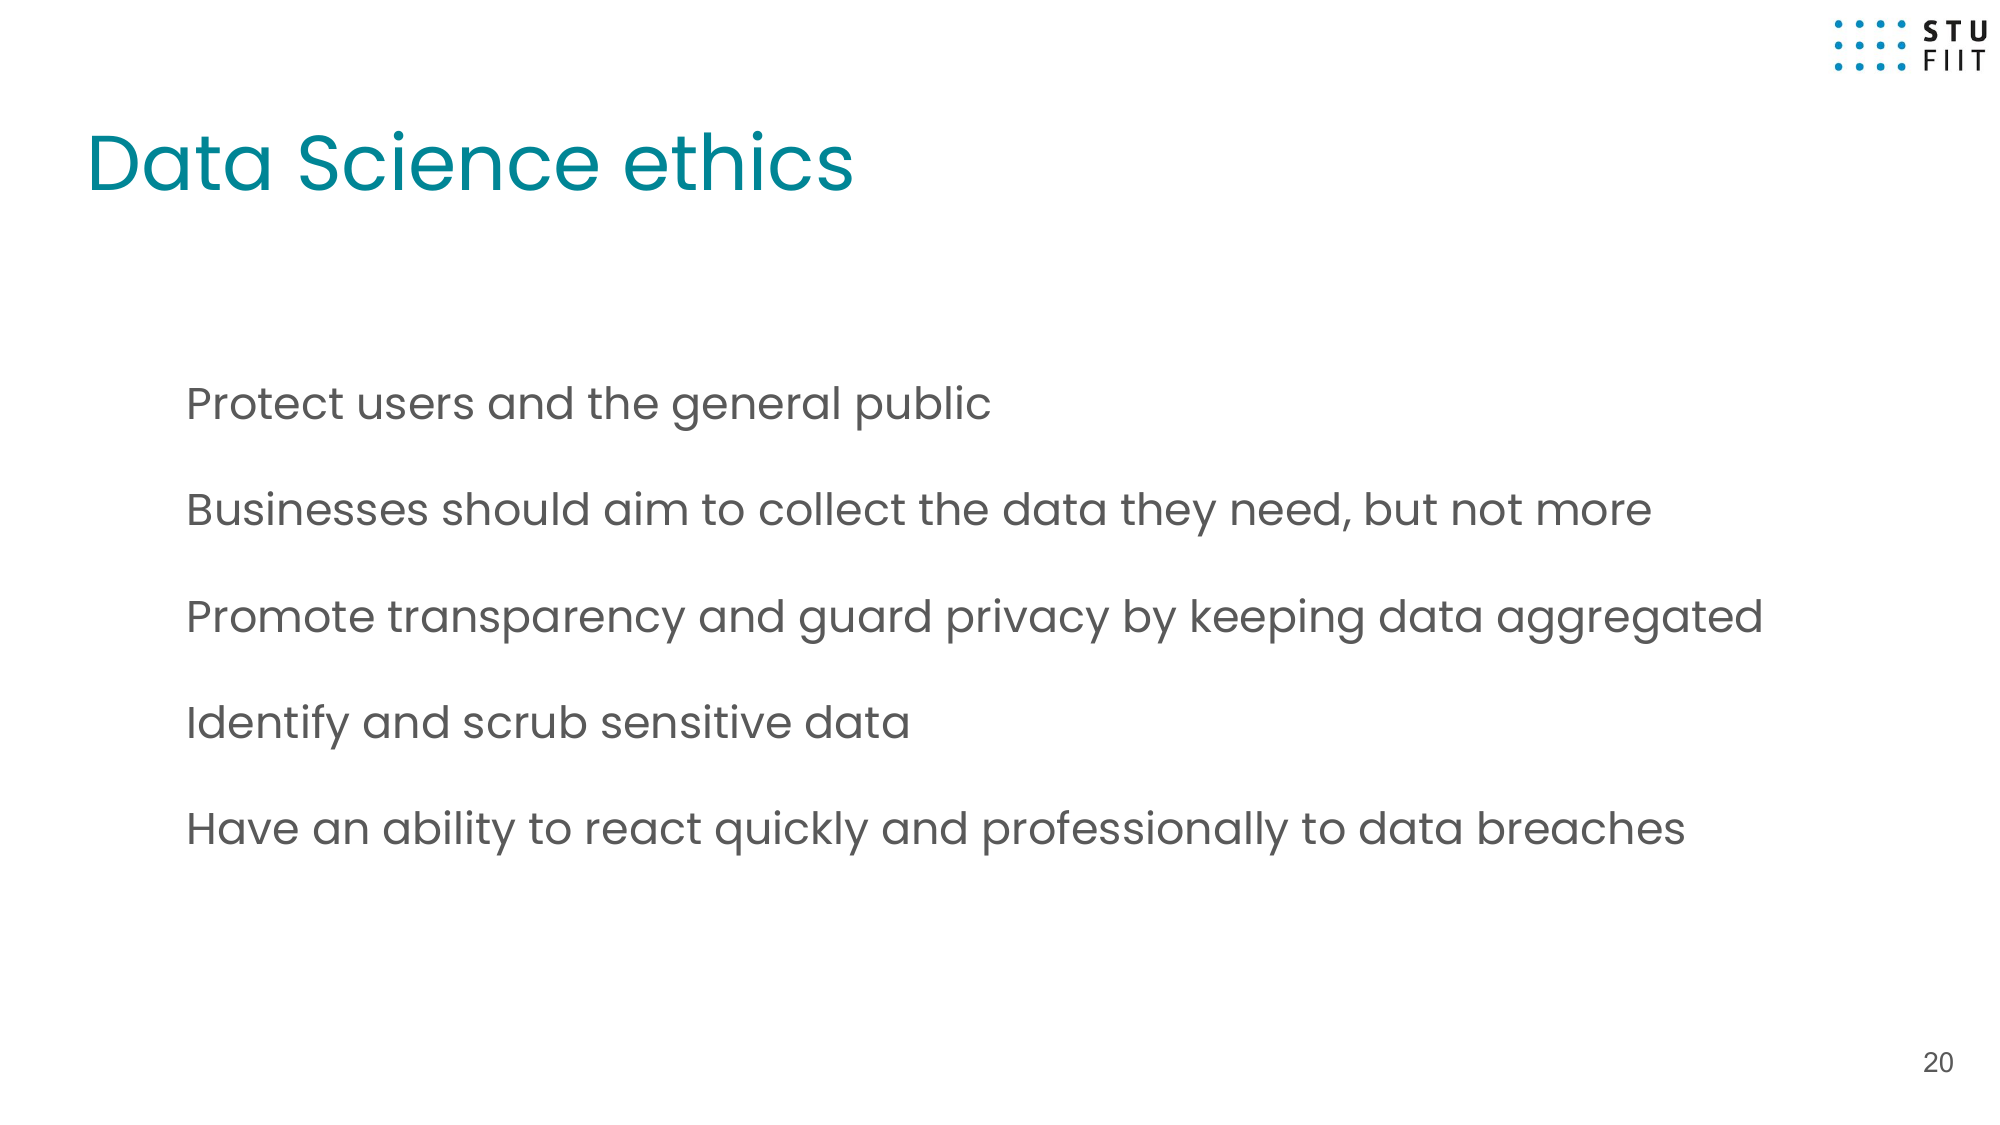 STU
FIIT
Data Science ethics
Protect users and the general public
Businesses should aim to collect the data they need, but not more
Promote transparency and guard privacy by keeping data aggregated
Identify and scrub sensitive data
Have an ability to react quickly and professionally to data breaches
20